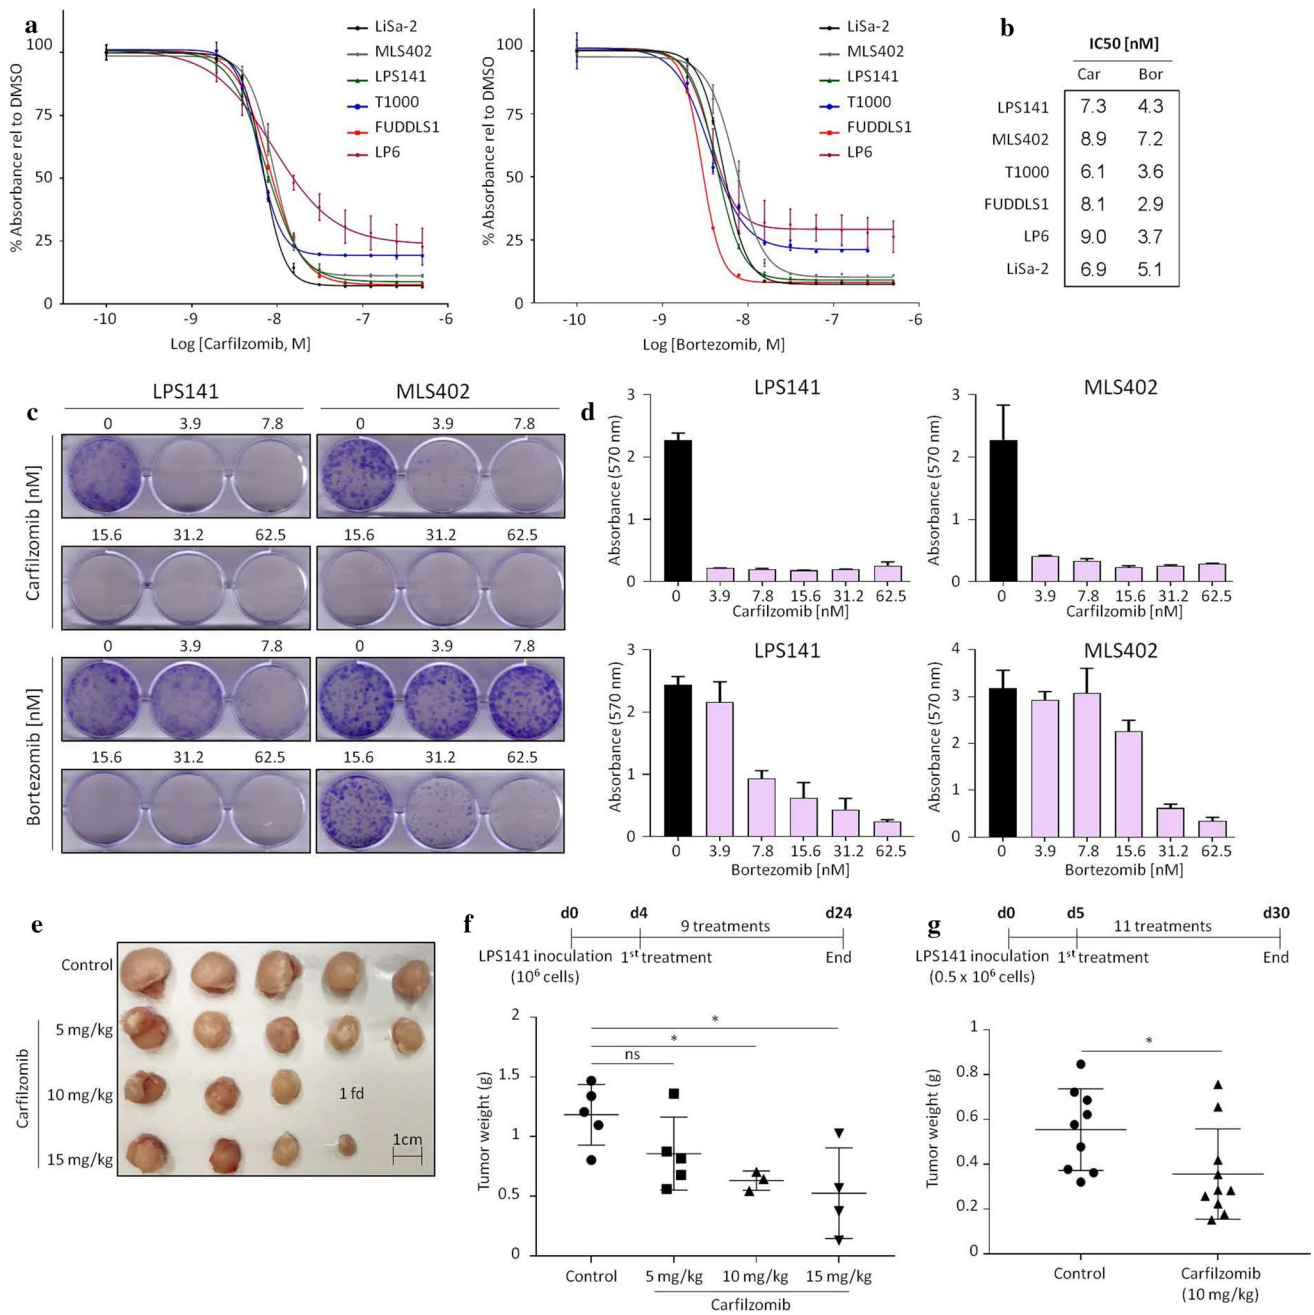 a
100
75
50
25
0
% Absorbance rel to DMSO
-10 -9 -8 -7 -6
Log [Carfilzomib, M]
LiSa-2
MLS402
LPS141
T1000
FUDDLS1
LP6
100
75
50
25
0
% Absorbance rel to DMSO
-10 -9 -8 -7 -6
Log [Bortezomib, M]
LiSa-2
MLS402
LPS141
T1000
FUDDLS1
LP6
b
IC50 [nM]
Car Bor
LPS141 7.3 4.3
MLS402 8.9 7.2
T1000 6.1 3.6
FUDDLS1 8.1 2.9
LP6 9.0 3.7
LiSa-2 6.9 5.1
c
LPS141 MLS402
Carfilzomib [nM]
0 3.9 7.8 0 3.9 7.8
15.6 31.2 62.5 15.6 31.2 62.5
Bortezomib [nM]
0 3.9 7.8 0 3.9 7.8
15.6 31.2 62.5 15.6 31.2 62.5
d
LPS141
3
2
1
0
Absorbance (570 nm)
0 3.9 7.8 15.6 31.2 62.5
Carfilzomib [nM]
MLS402
3
2
1
0
Absorbance (570 nm)
0 3.9 7.8 15.6 31.2 62.5
Carfilzomib [nM]
LPS141
3
2
1
0
Absorbance (570 nm)
0 3.9 7.8 15.6 31.2 62.5
Bortezomib [nM]
MLS402
4
3
2
1
0
Absorbance (570 nm)
0 3.9 7.8 15.6 31.2 62.5
Bortezomib [nM]
e
Control
Carfilzomib
5 mg/kg
10 mg/kg
1 fd
15 mg/kg
1cm
f
d0 d4 d24
9 treatments
LPS141 inoculation 1st treatment End
(10⁶ cells)
2
1.5
1
0.5
0
Tumor weight (g)
*
*
ns
Control 5 mg/kg 10 mg/kg 15 mg/kg
Carfilzomib
g
d0 d5 d30
11 treatments
LPS141 inoculation 1st treatment End
(0.5 x 10⁶ cells)
1
0.8
0.6
0.4
0.2
0
Tumor weight (g)
*
Control Carfilzomib
(10 mg/kg)